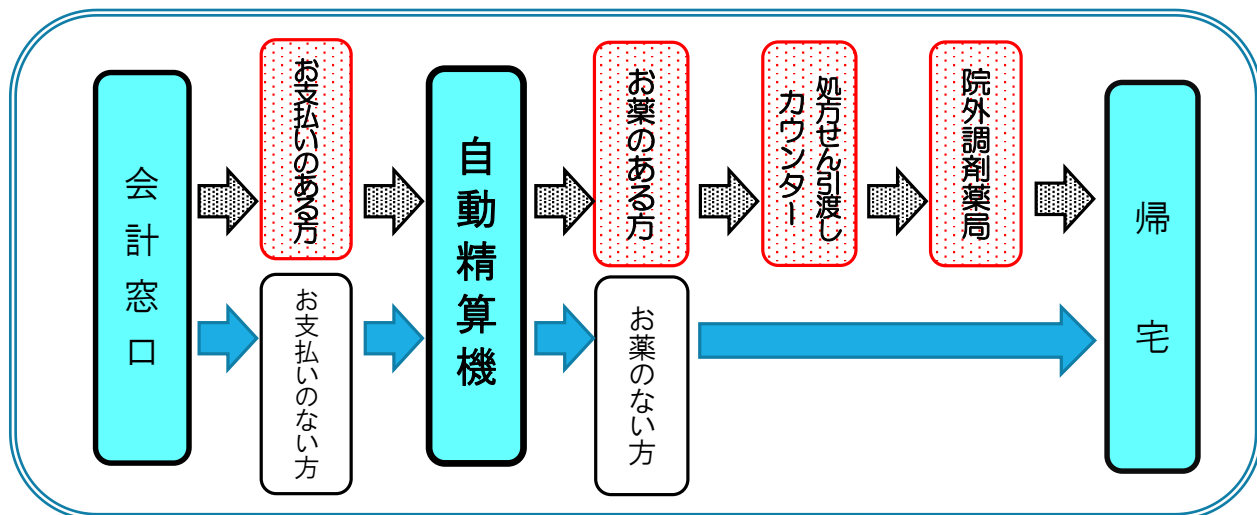 会計窓口
お支払いのある方
お支払いのない方
自動精算機
お薬のある方
お薬のない方
処方せん引渡し
カウンター
院外調剤薬局
帰宅